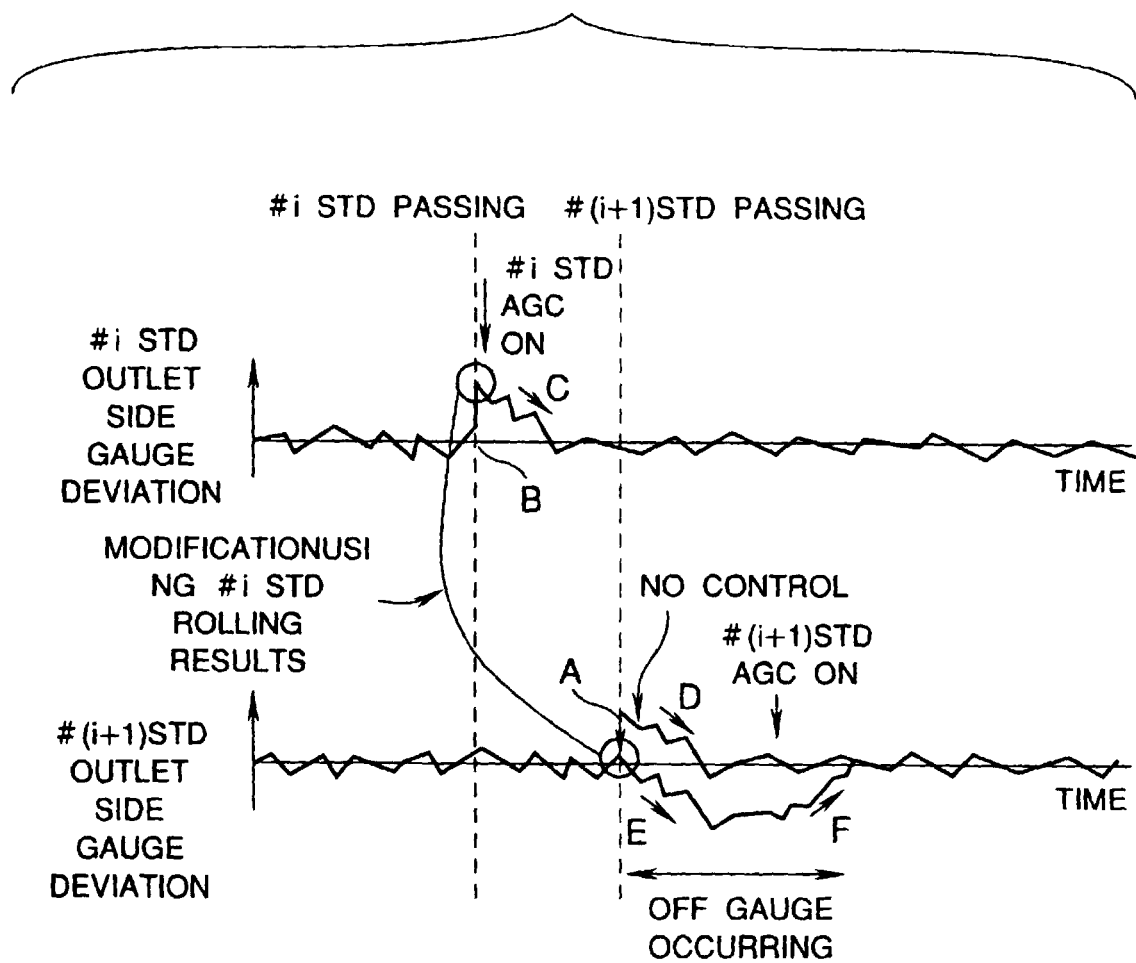 #i STD PASSING
#(i+1)STD PASSING
#i STD
AGC
ON
#i STD
OUTLET
SIDE
GAUGE
DEVIATION
C
B
TIME
MODIFICATIONUSI
NG #i STD
ROLLING
RESULTS
NO CONTROL
#(i+1)STD
AGC ON
A
D
#(i+1)STD
OUTLET
SIDE
GAUGE
DEVIATION
E
F
TIME
OFF GAUGE
OCCURRING